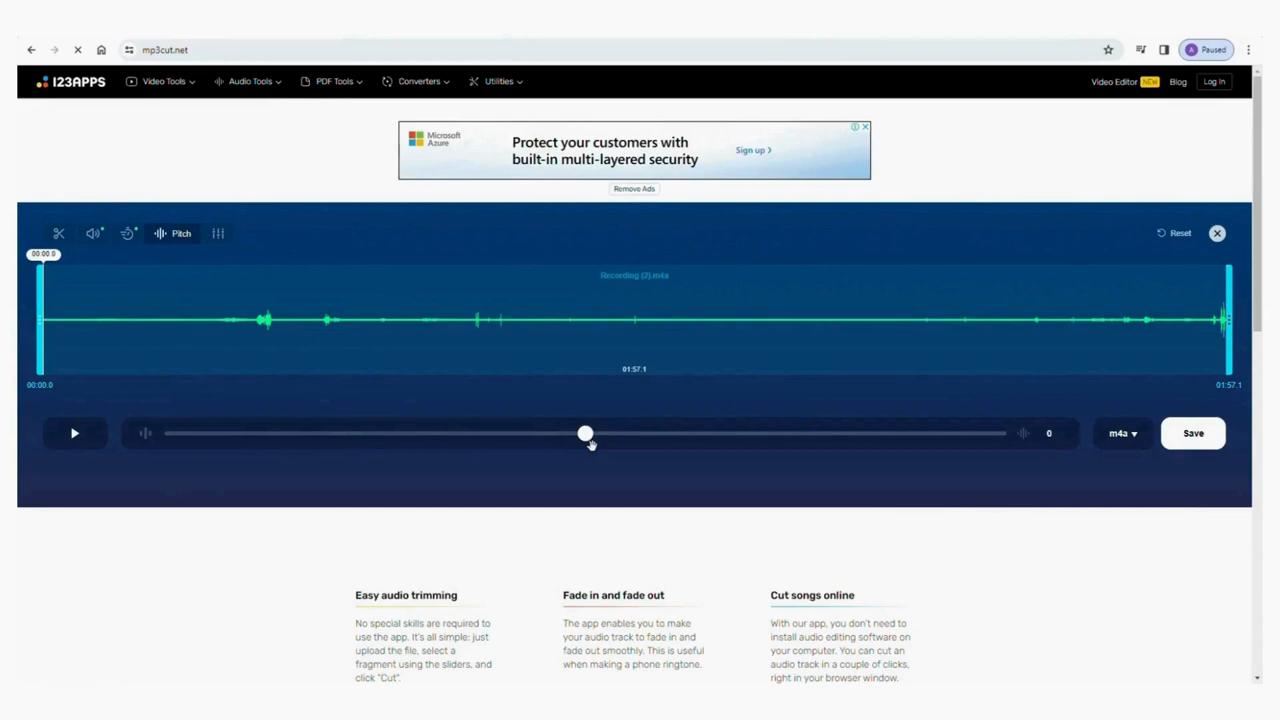 mp3cut.net
A Paused
123APPS Video Tools Audio Tools PDF Tools Converters Utilities Video Editor NEW Blog Log In
Microsoft
Azure
Protect your customers with
built-in multi-layered security
Sign up >
Remove Ads
Pitch Reset
00:00.0
Recording (2).m4a
01:57.1
00:00.0 01:57.1
0 m4a Save
Easy audio trimming
No special skills are required to
use the app. It's all simple: just
upload the file, select a
fragment using the sliders, and
click "Cut".
Fade in and fade out
The app enables you to make
your audio track to fade in and
fade out smoothly. This is useful
when making a phone ringtone.
Cut songs online
With our app, you don't need to
install audio editing software on
your computer. You can cut an
audio track in a couple of clicks,
right in your browser window.